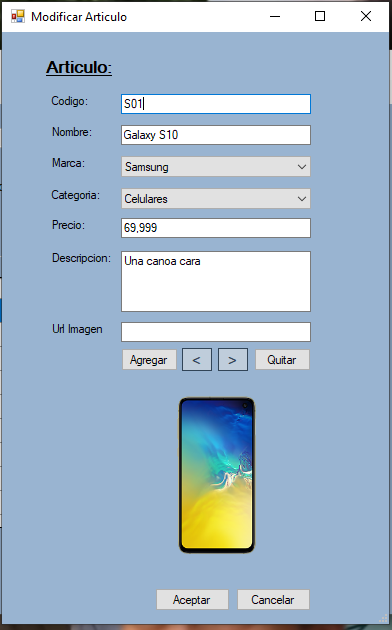 Modificar Articulo
Articulo:
Codigo: S01
Nombre: Galaxy S10
Marca: Samsung
Categoria: Celulares
Precio: 69,999
Descripcion: Una canoa cara
Url Imagen
Agregar < > Quitar
Aceptar Cancelar